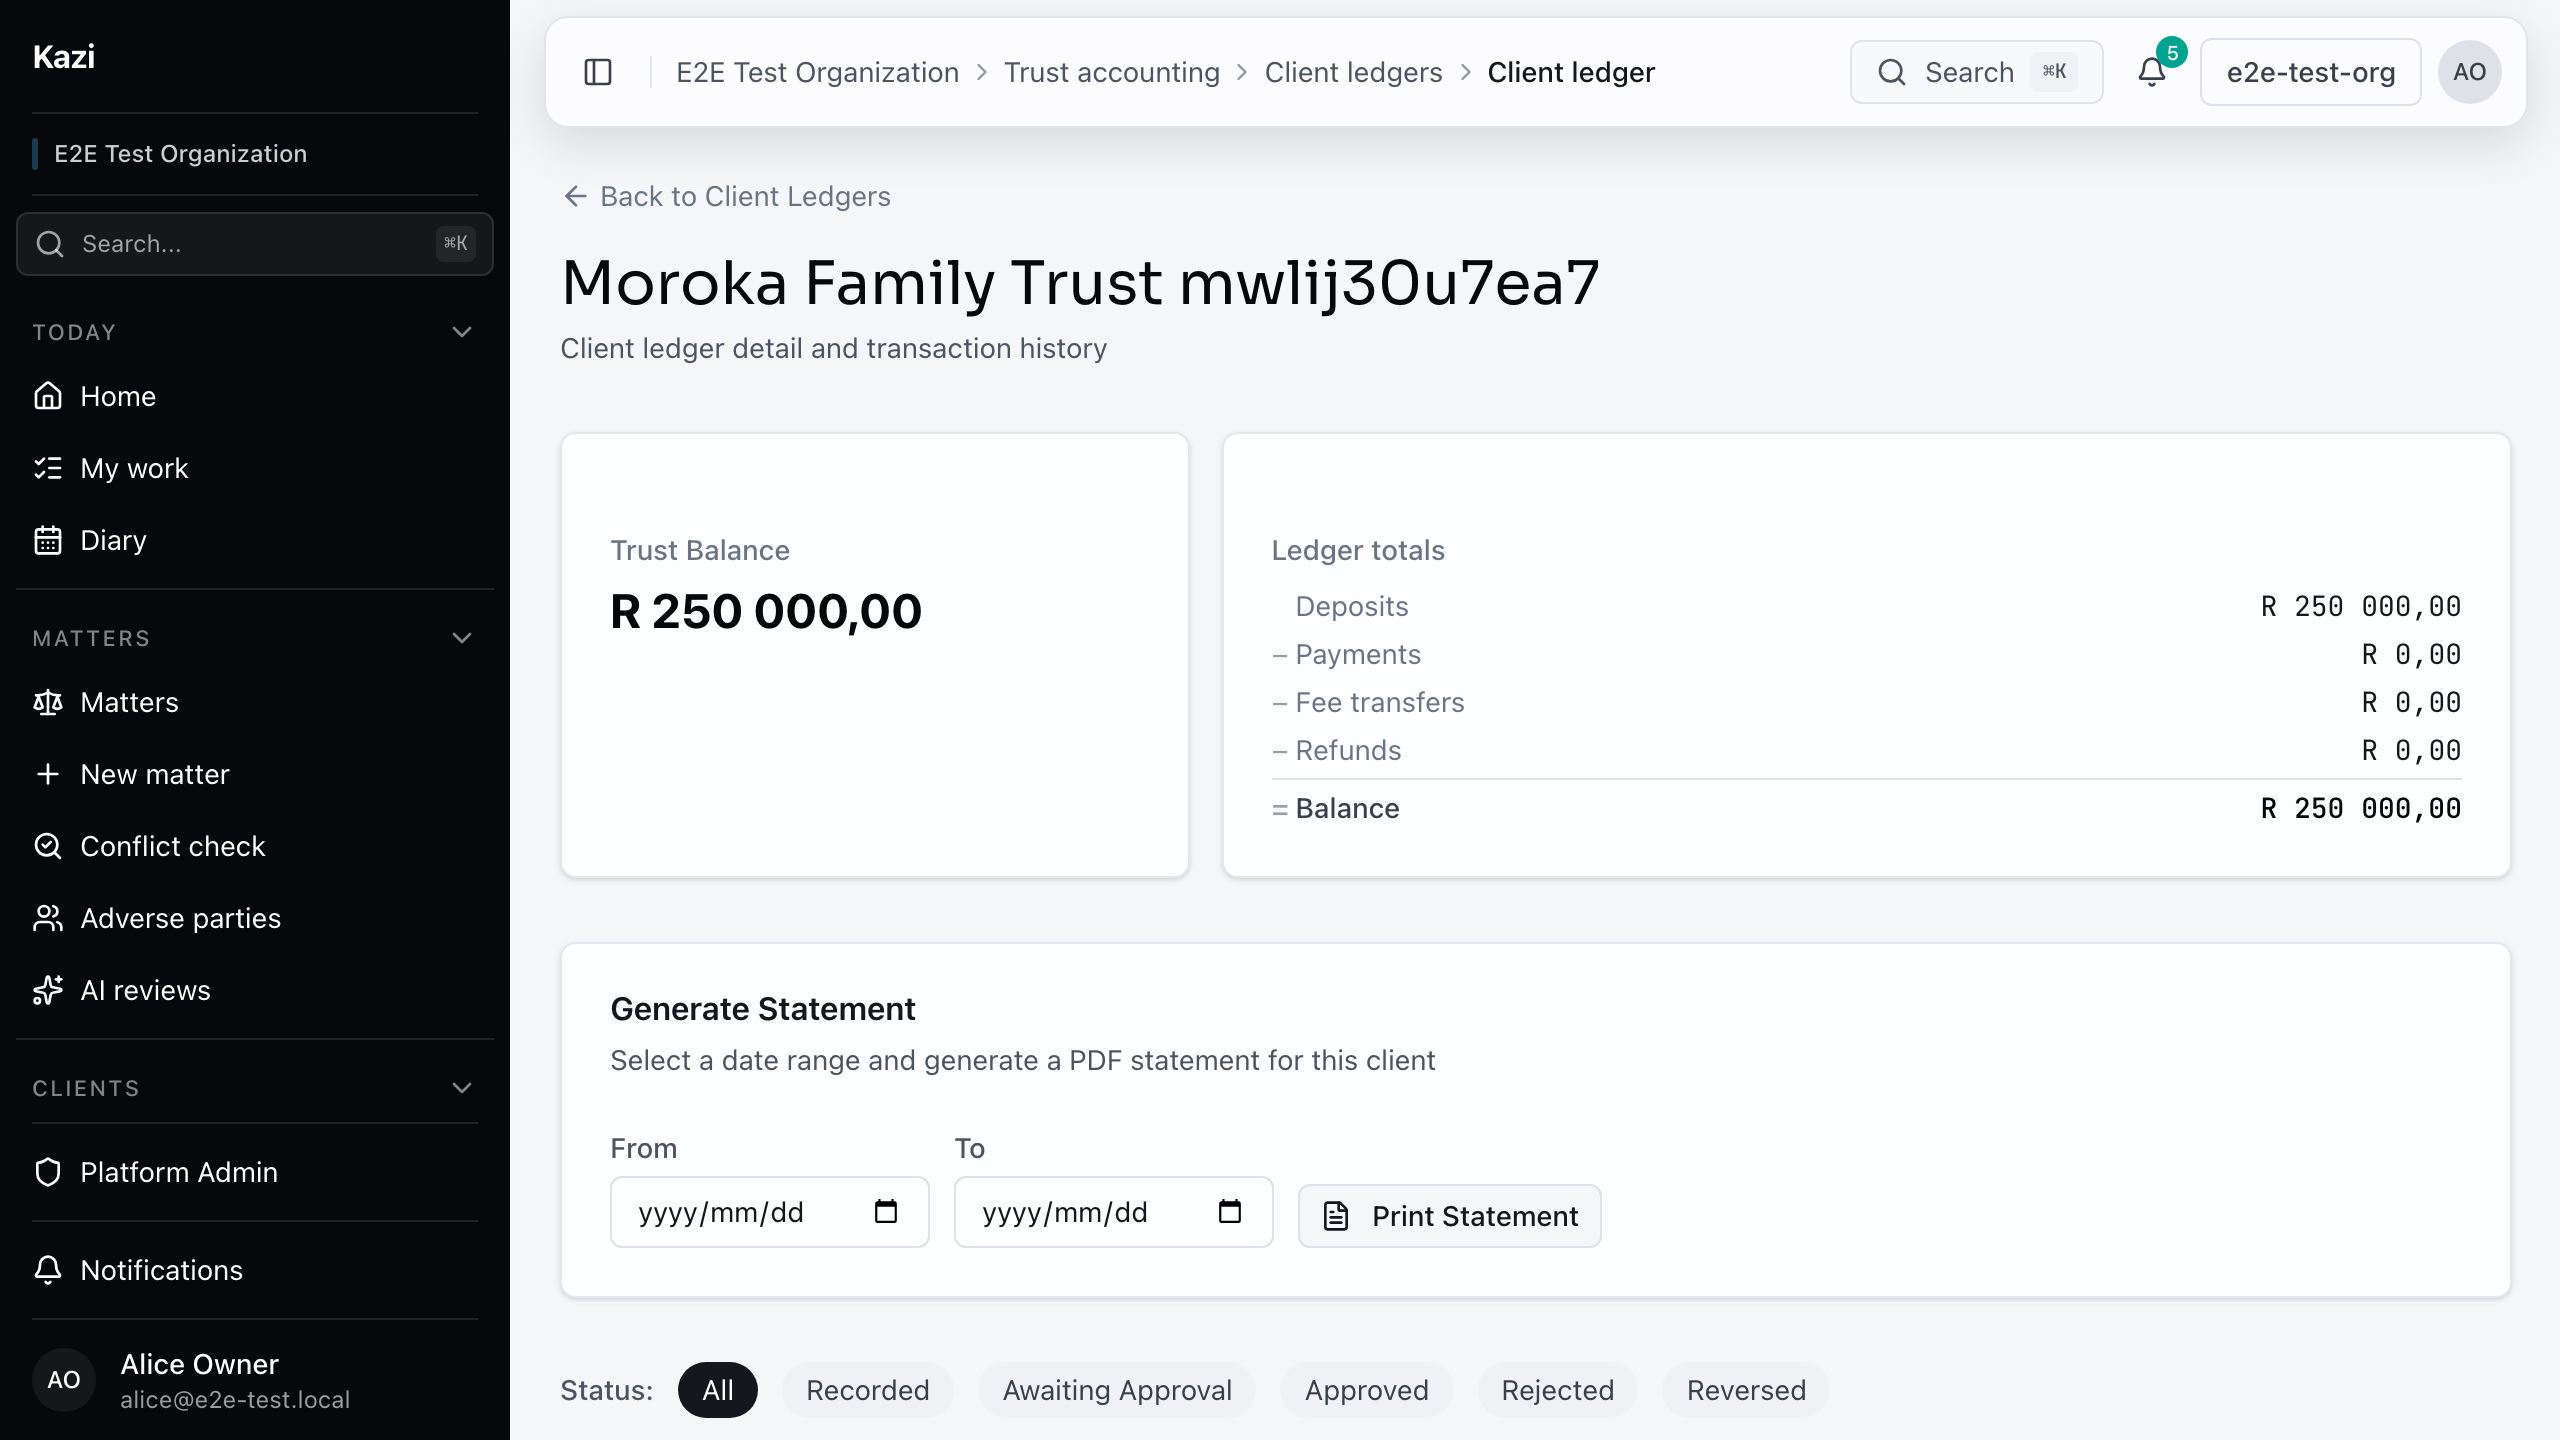 Kazi
E2E Test Organization
Search...
⌘K
TODAY
Home
My work
Diary
MATTERS
Matters
New matter
Conflict check
Adverse parties
AI reviews
CLIENTS
Platform Admin
Notifications
AO
Alice Owner
alice@e2e-test.local
E2E Test Organization > Trust accounting > Client ledgers > Client ledger
Search ⌘K
5
e2e-test-org
AO
Back to Client Ledgers
Moroka Family Trust mwlij30u7ea7
Client ledger detail and transaction history
Trust Balance
R 250 000,00
Ledger totals
Deposits R 250 000,00
– Payments R 0,00
– Fee transfers R 0,00
– Refunds R 0,00
= Balance R 250 000,00
Generate Statement
Select a date range and generate a PDF statement for this client
From To
yyyy/mm/dd yyyy/mm/dd Print Statement
Status: All Recorded Awaiting Approval Approved Rejected Reversed